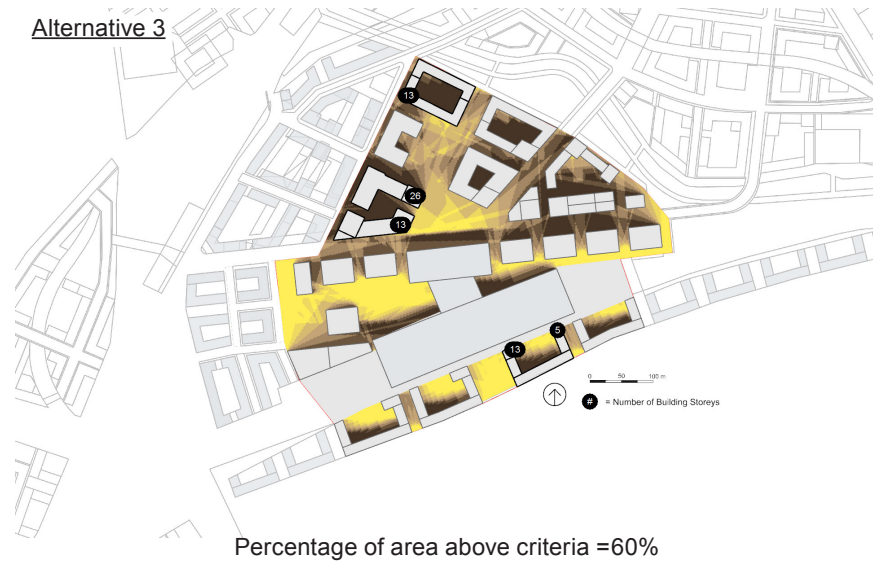 Alternative 3
13
26
13
13
5
0 50 100 m
# = Number of Building Storeys
Percentage of area above criteria =60%